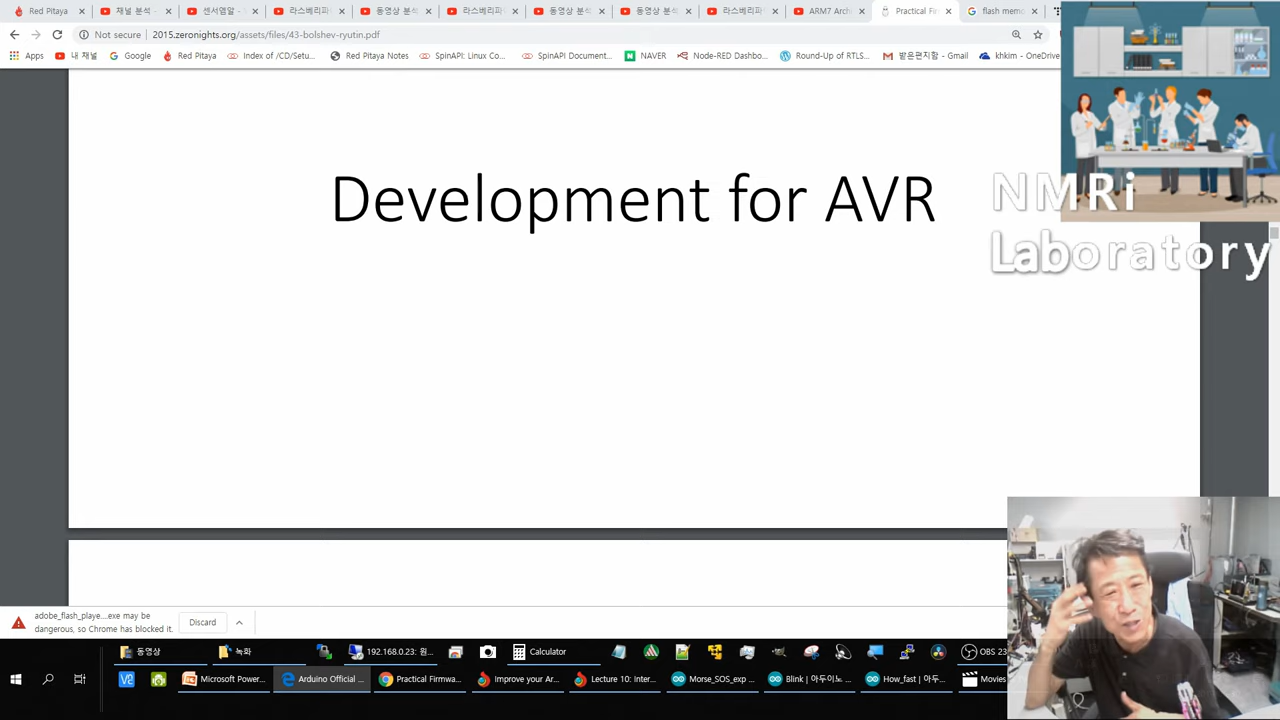 Red Pitaya
채널 분석 -
센서엄알 -
라즈베리파
동영상 분석
라스베리파
동영상 분석
동영상 분석
라즈베리파
ARM7 Archi
Practical Fir
flash memo
Not secure
2015.zeronights.org/assets/files/43-bolshev-ryutin.pdf
Apps
내 채널
Google
Red Pitaya
Index of /CD/Setu...
Red Pitaya Notes
SpinAPI: Linux Co...
SpinAPI Document...
NAVER
Node-RED Dashbo...
Round-Up of RTLS...
받은편지함 - Gmail
khkim - OneDrive
Development for AVR
NMRi
Laboratory
adobe_flash_playe....exe may be
dangerous, so Chrome has blocked it.
Discard
동영상
녹화
192.168.0.23: 원...
Calculator
OBS 23
Microsoft Power...
Arduino Official ...
Practical Firmwa...
Improve your Ar...
Lecture 10: Inter...
Morse_SOS_exp ...
Blink | 아두이노 ...
How_fast | 아두...
Movies